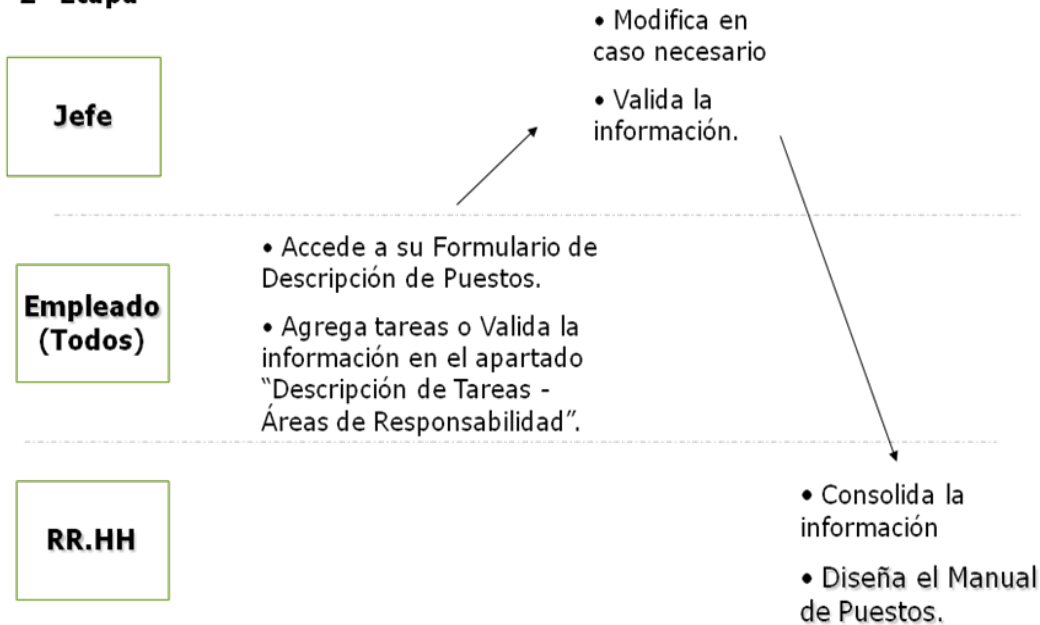 • Modifica en
caso necesario
• Valida la
información.
Jefe
• Accede a su Formulario de
Descripción de Puestos.
• Agrega tareas o Valida la
información en el apartado
“Descripción de Tareas -
Áreas de Responsabilidad”.
Empleado
(Todos)
RR.HH
• Consolida la
información
• Diseña el Manual
de Puestos.